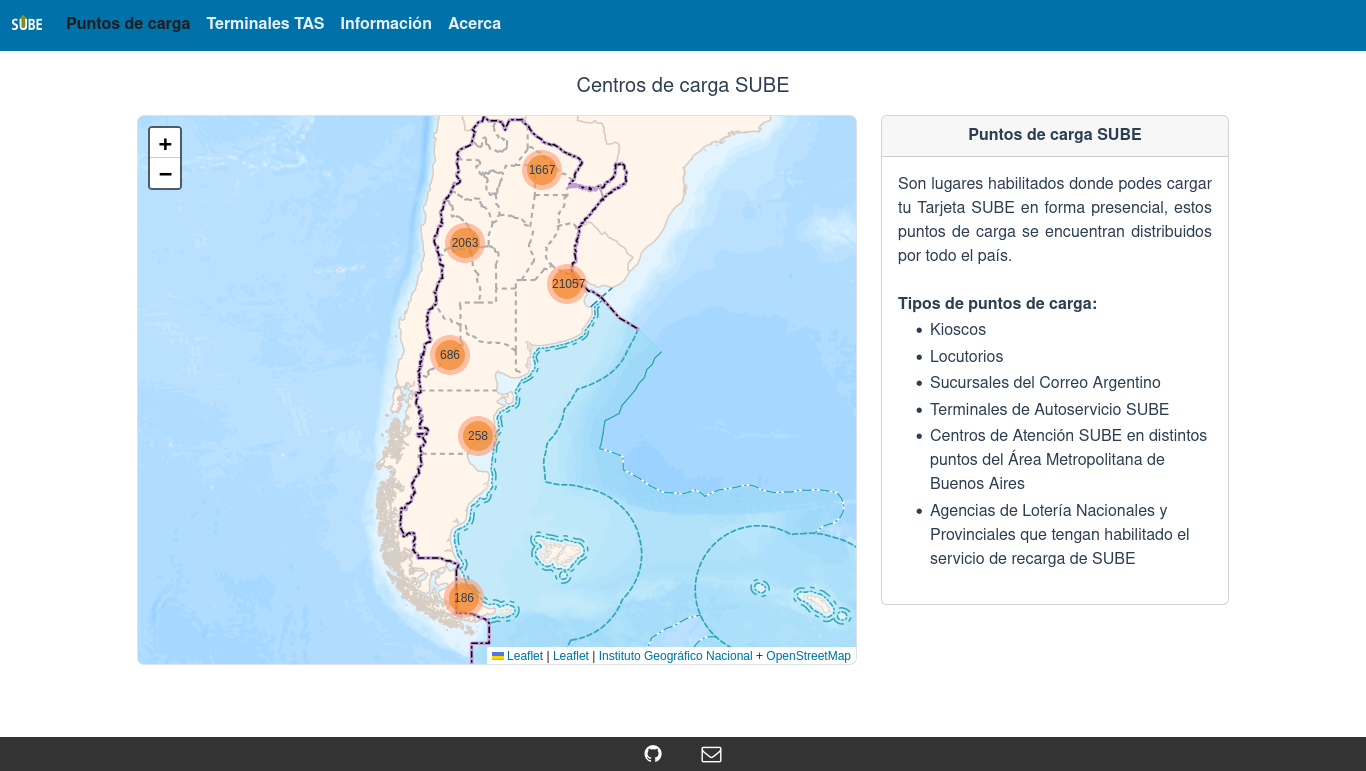 SUBE Puntos de carga Terminales TAS Información Acerca
Centros de carga SUBE
+
−
1667
2063
21057
686
258
186
Leaflet | Leaflet | Instituto Geográfico Nacional + OpenStreetMap
Puntos de carga SUBE
Son lugares habilitados donde podes cargar
tu Tarjeta SUBE en forma presencial, estos
puntos de carga se encuentran distribuidos
por todo el país.
Tipos de puntos de carga:
• Kioscos
• Locutorios
• Sucursales del Correo Argentino
• Terminales de Autoservicio SUBE
• Centros de Atención SUBE en distintos
puntos del Área Metropolitana de
Buenos Aires
• Agencias de Lotería Nacionales y
Provinciales que tengan habilitado el
servicio de recarga de SUBE